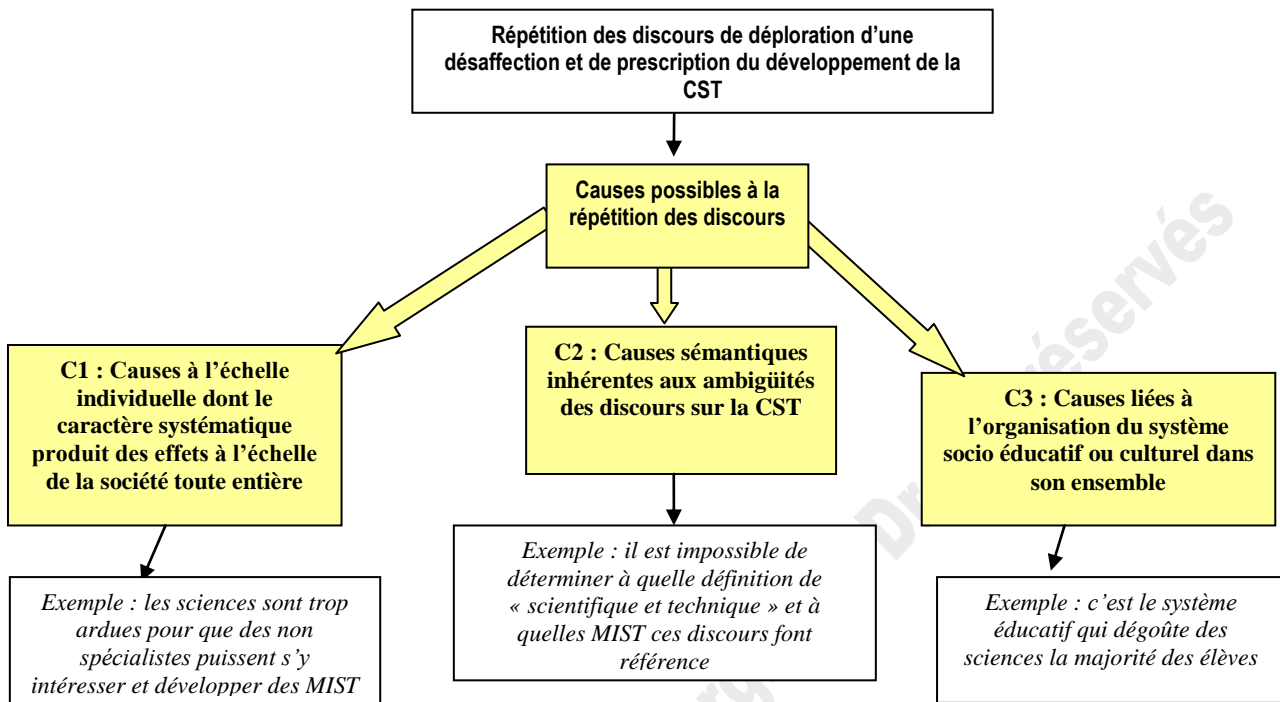 Répétition des discours de déploration d'une
désaffection et de prescription du développement de la
CST
Causes possibles à la
répétition des discours
C1 : Causes à l'échelle
individuelle dont le
caractère systématique
produit des effets à l'échelle
de la société toute entière
C2 : Causes sémantiques
inhérentes aux ambigüités
des discours sur la CST
C3 : Causes liées à
l'organisation du système
socio éducatif ou culturel dans
son ensemble
Exemple : les sciences sont trop
ardues pour que des non
spécialistes puissent s'y
intéresser et développer des MIST
Exemple : il est impossible de
déterminer à quelle définition de
« scientifique et technique » et à
quelles MIST ces discours font
référence
Exemple : c'est le système
éducatif qui dégoûte des
sciences la majorité des élèves